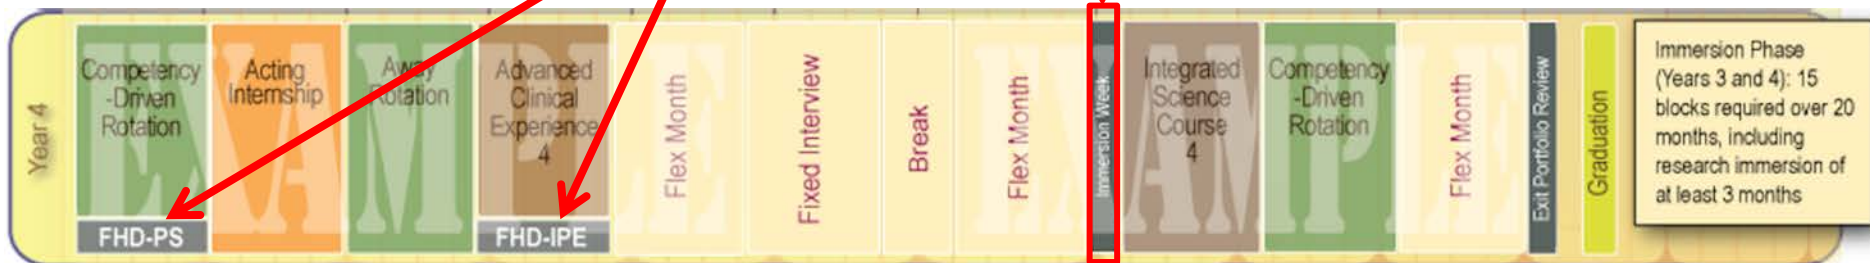 Year 4
Competency
-Driven
Rotation
FHD-PS
Acting
Internship
Away
Rotation
Advanced
Clinical
Experience
4
FHD-IPE
Flex Month
Fixed Interview
Break
Flex Month
Immersion Week
Integrated
Science
Course
4
Competency
-Driven
Rotation
Flex Month
Exit Portfolio Review
Graduation
Immersion Phase
(Years 3 and 4): 15
blocks required over 20
months, including
research immersion of
at least 3 months
EXAMPLE
EXAMPLE